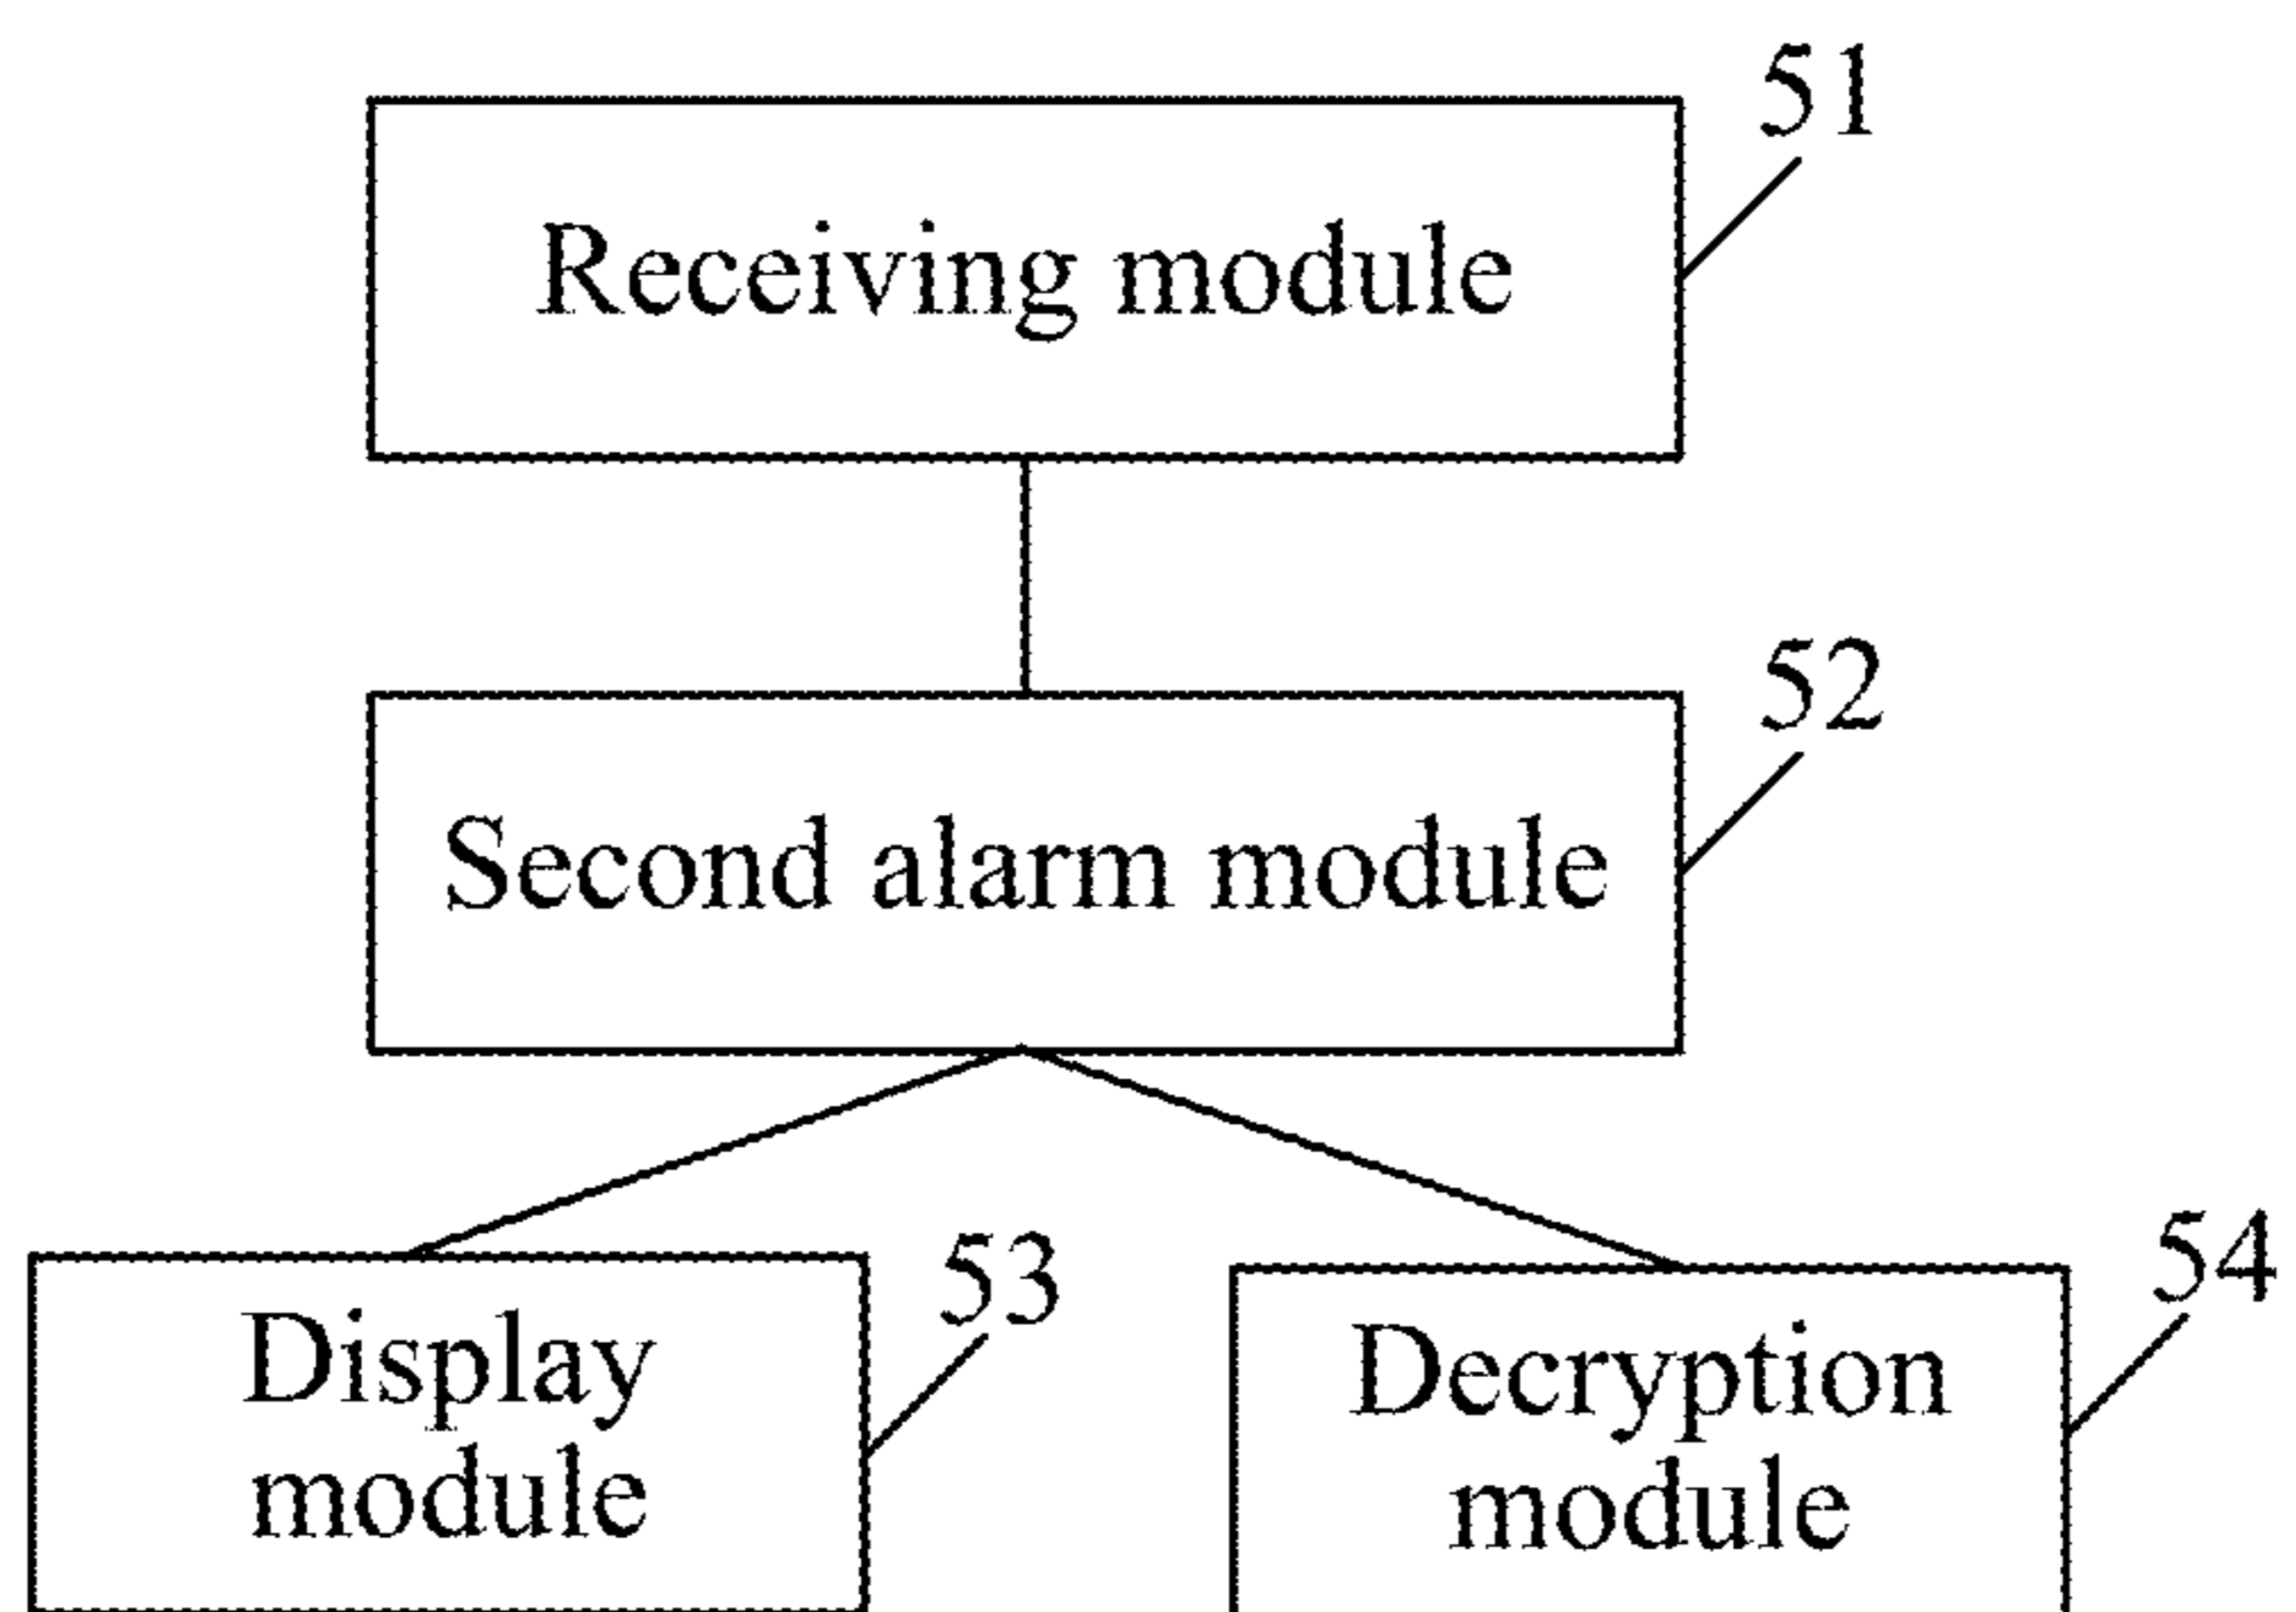 51
Receiving module
52
Second alarm module
53
Display
module
54
Decryption
module